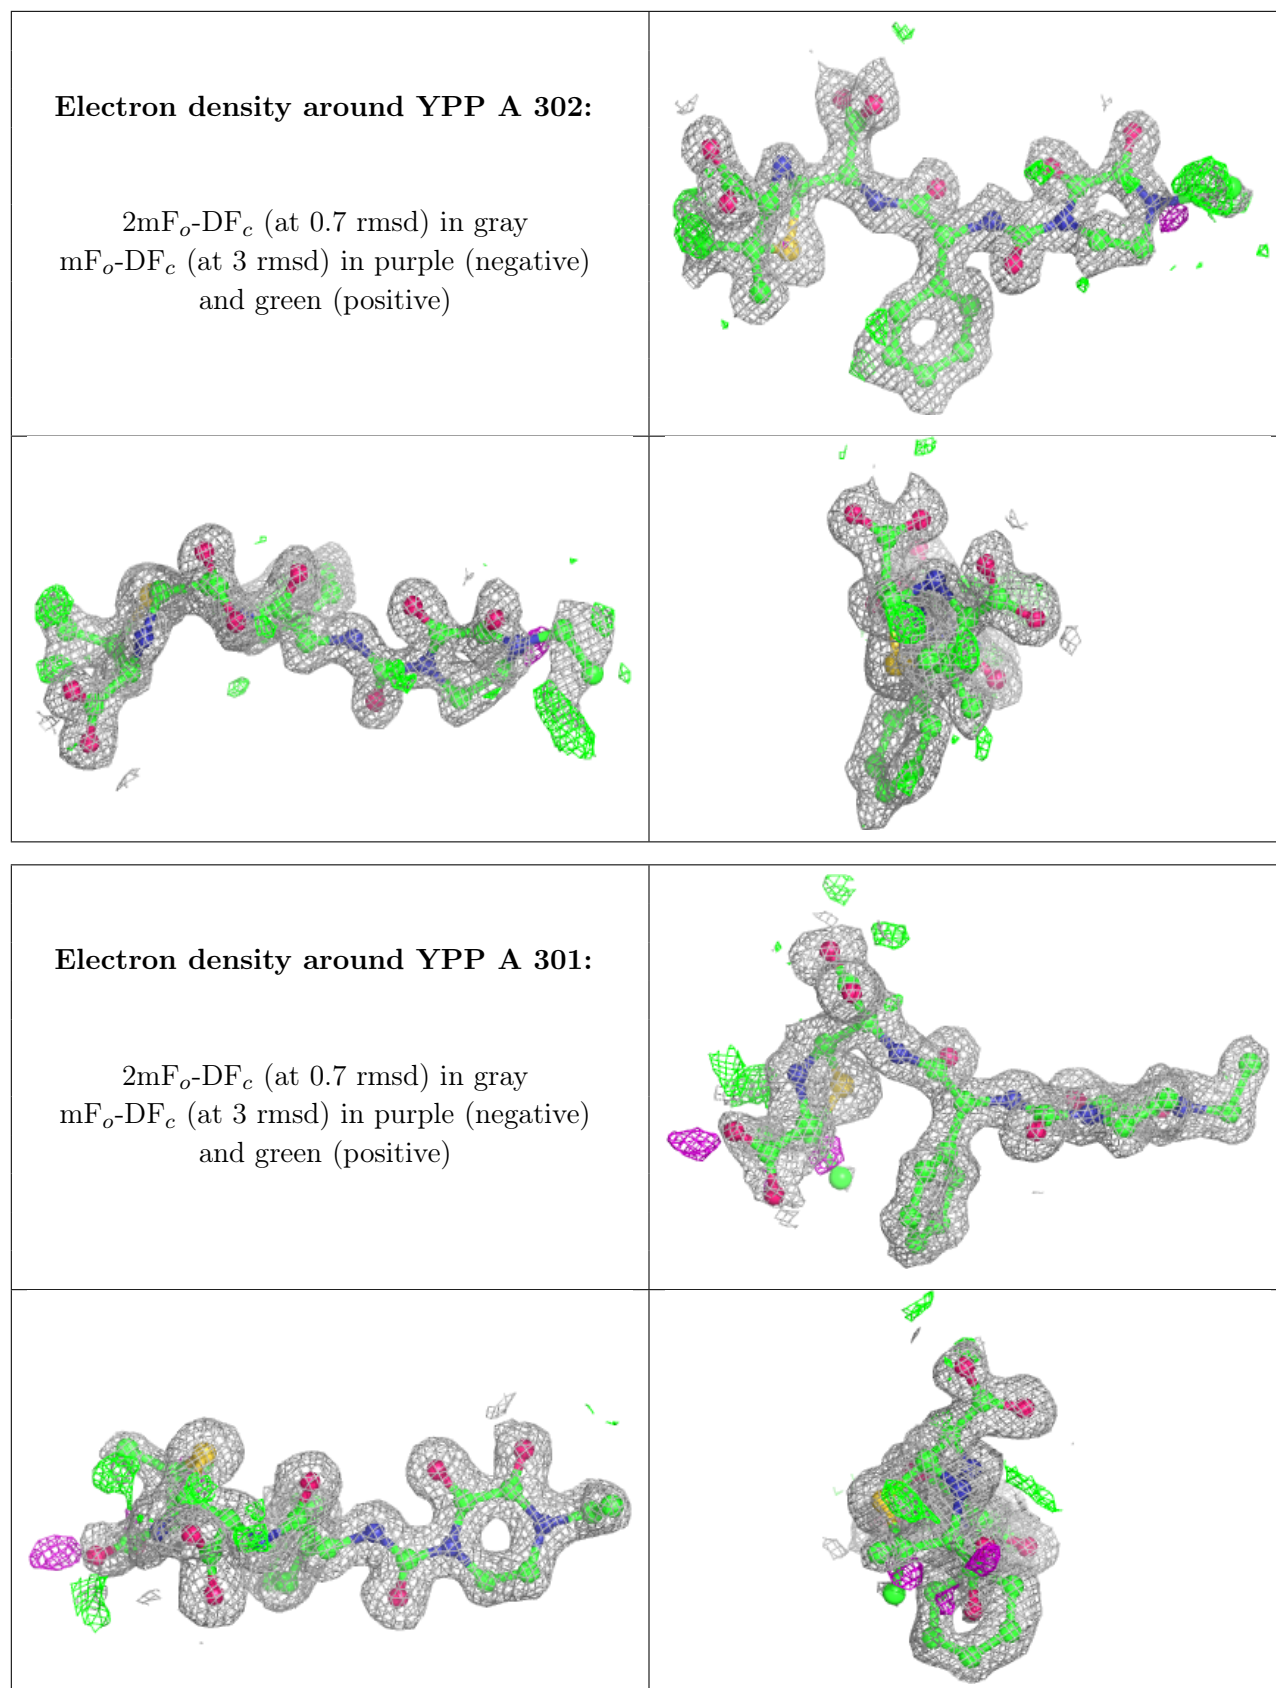 Electron density around YPP A 302:
2mFo-DFc (at 0.7 rmsd) in gray
mFo-DFc (at 3 rmsd) in purple (negative)
and green (positive)
Electron density around YPP A 301:
2mFo-DFc (at 0.7 rmsd) in gray
mFo-DFc (at 3 rmsd) in purple (negative)
and green (positive)